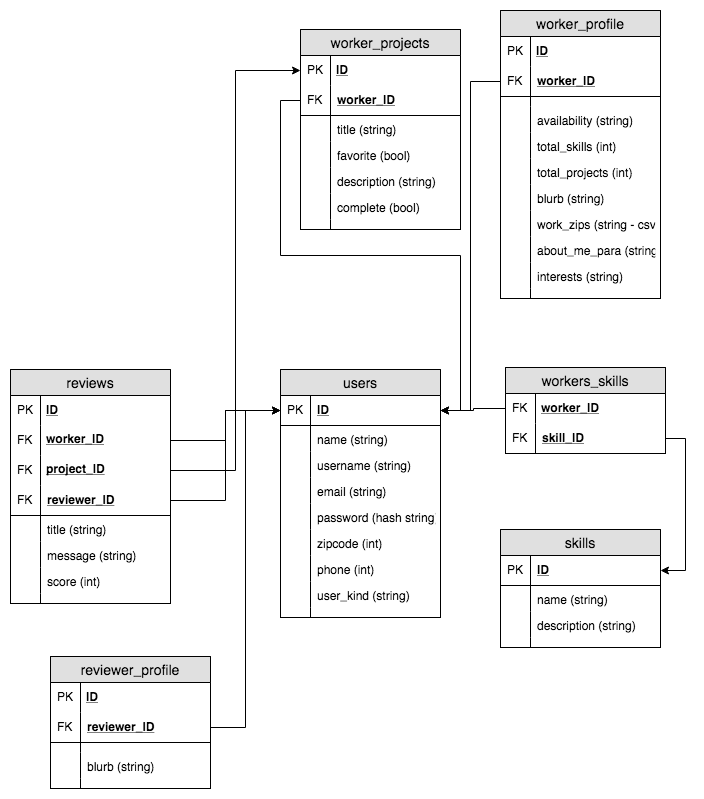 worker_projects
PK ID
FK worker_ID
title (string)
favorite (bool)
description (string)
complete (bool)
worker_profile
PK ID
FK worker_ID
availability (string)
total_skills (int)
total_projects (int)
blurb (string)
work_zips (string - csv
about_me_para (string
interests (string)
reviews
PK ID
FK worker_ID
FK project_ID
FK reviewer_ID
title (string)
message (string)
score (int)
users
PK ID
name (string)
username (string)
email (string)
password (hash string
zipcode (int)
phone (int)
user_kind (string)
workers_skills
FK worker_ID
FK skill_ID
skills
PK ID
name (string)
description (string)
reviewer_profile
PK ID
FK reviewer_ID
blurb (string)